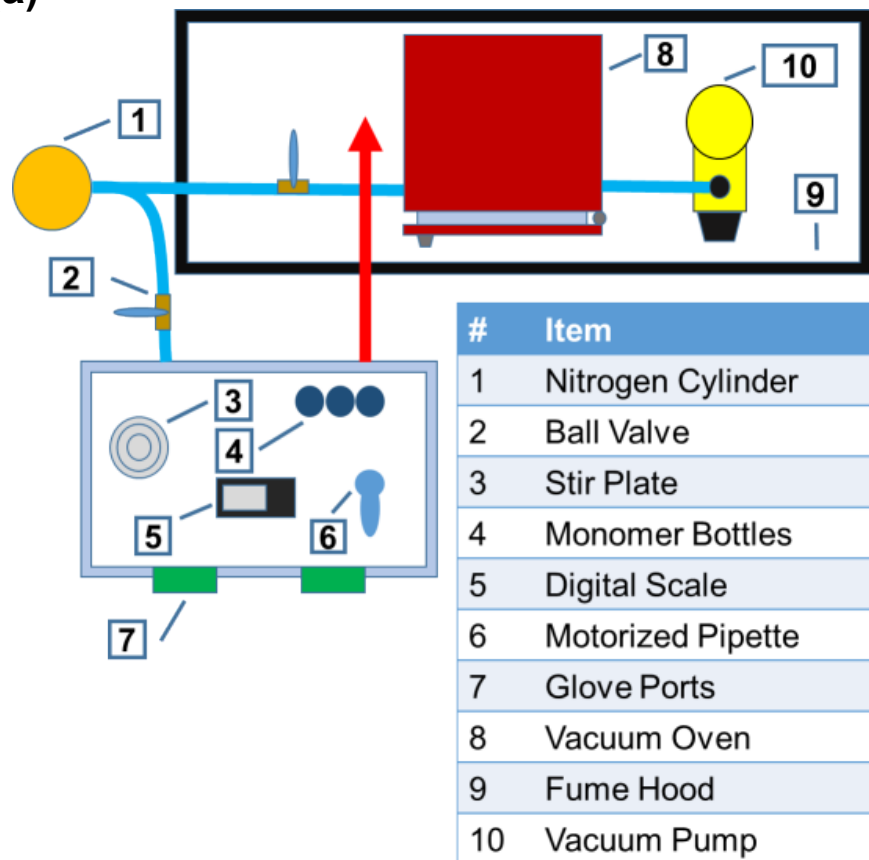 a)
8
10
1
9
2
3
4
5
6
7
# Item
1 Nitrogen Cylinder
2 Ball Valve
3 Stir Plate
4 Monomer Bottles
5 Digital Scale
6 Motorized Pipette
7 Glove Ports
8 Vacuum Oven
9 Fume Hood
10 Vacuum Pump